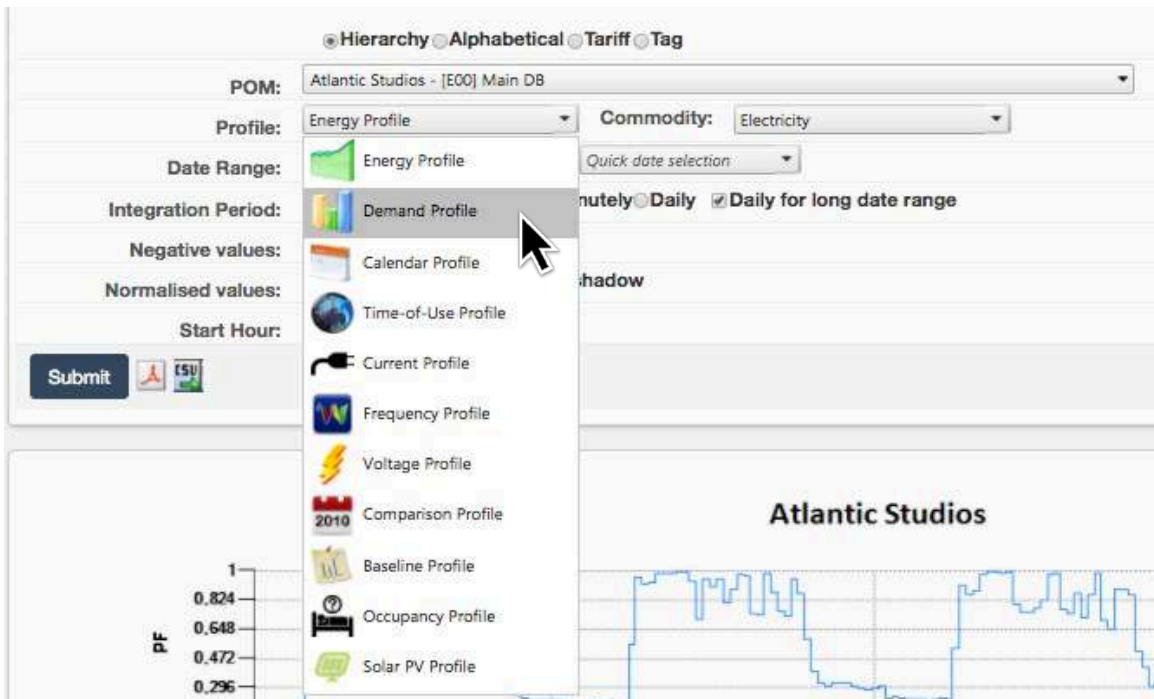 Hierarchy Alphabetical Tariff Tag
POM: Atlantic Studios - [E00] Main DB
Profile: Energy Profile Commodity: Electricity
Date Range: Quick date selection
Energy Profile
Integration Period: nutely Daily Daily for long date range
Demand Profile
Negative values:
Calendar Profile
Normalised values: shadow
Time-of-Use Profile
Start Hour:
Current Profile
Submit CSV
Frequency Profile
Voltage Profile
2010 Comparison Profile
Baseline Profile
Occupancy Profile
Solar PV Profile
Atlantic Studios
PF
1
0.824
0.648
0.472
0.296